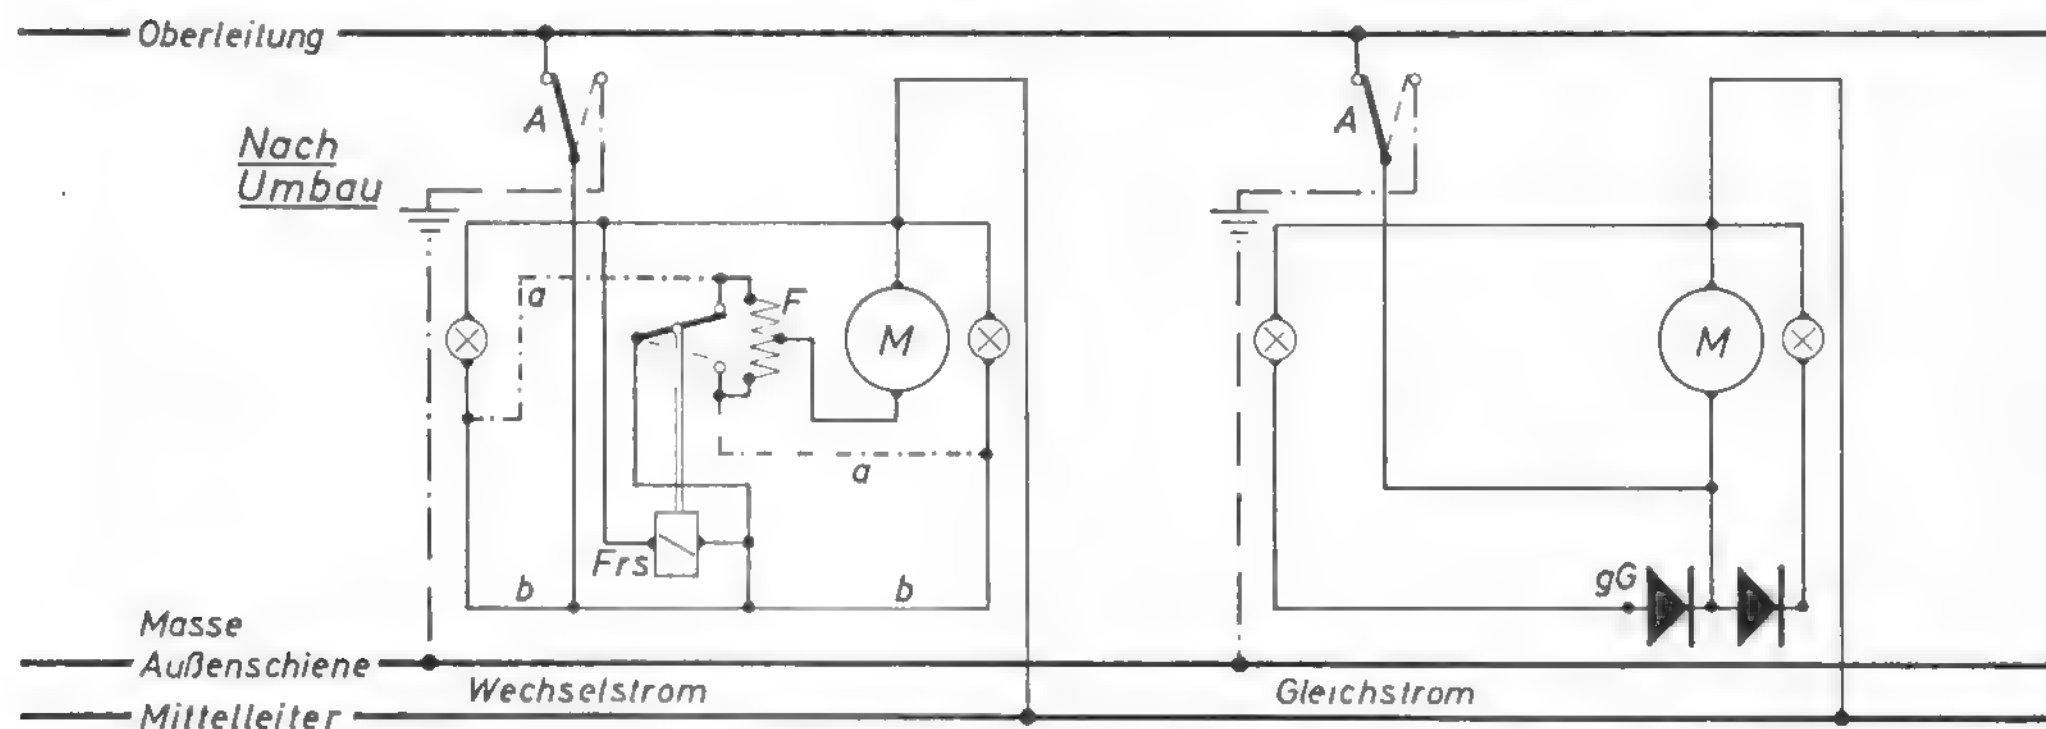 Oberleitung
A
A
Nach
Umbau
a
F
M
M
a
Frs
b
b
gG
Masse
Außenschiene
Wechselstrom
Gleichstrom
Mittelleiter